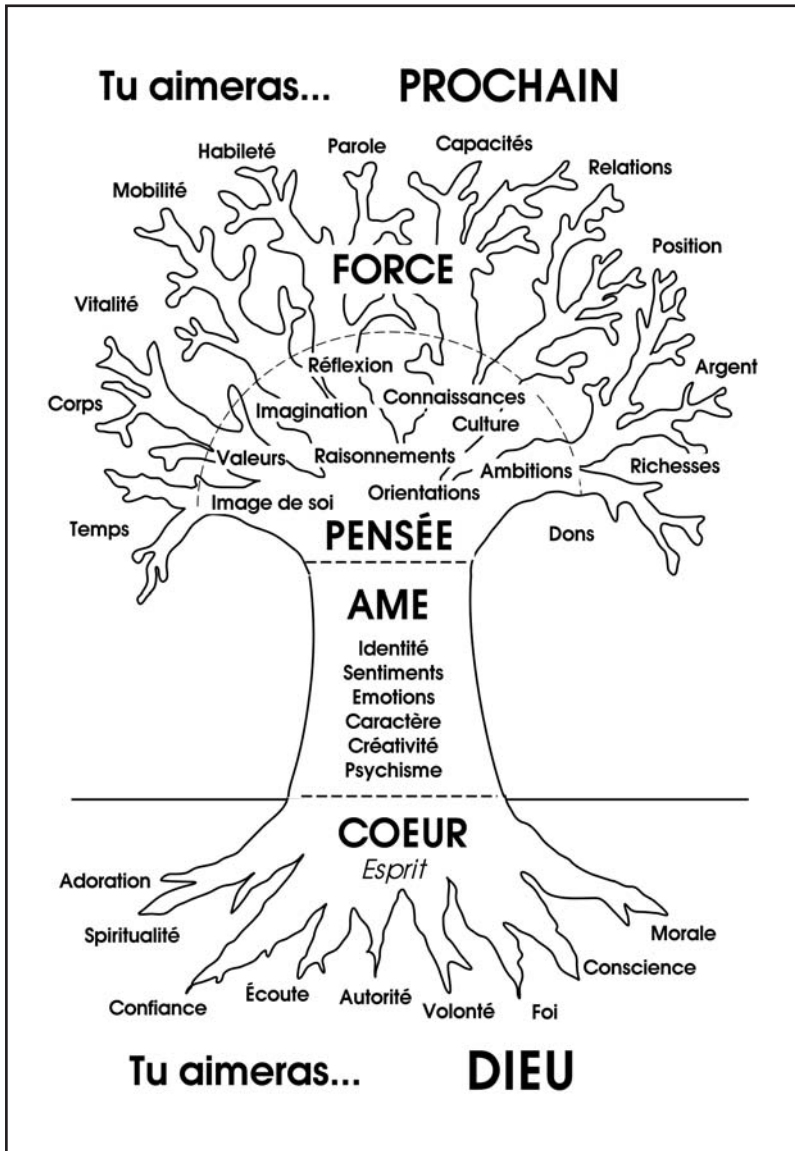 Tu aimeras... PROCHAIN
Habileté
Parole
Capacités
Relations
Mobilité
Position
FORCE
Vitalité
Argent
Réflexion
Corps
Imagination
Connaissances
Culture
Valeurs
Raisonnements
Ambitions
Richesses
Image de soi
Orientations
Temps
PENSÉE
Dons
AME
Identité
Sentiments
Emotions
Caractère
Créativité
Psychisme
COEUR
Esprit
Adoration
Spiritualité
Morale
Conscience
Confiance
Écoute
Autorité
Volonté
Foi
Tu aimeras... DIEU